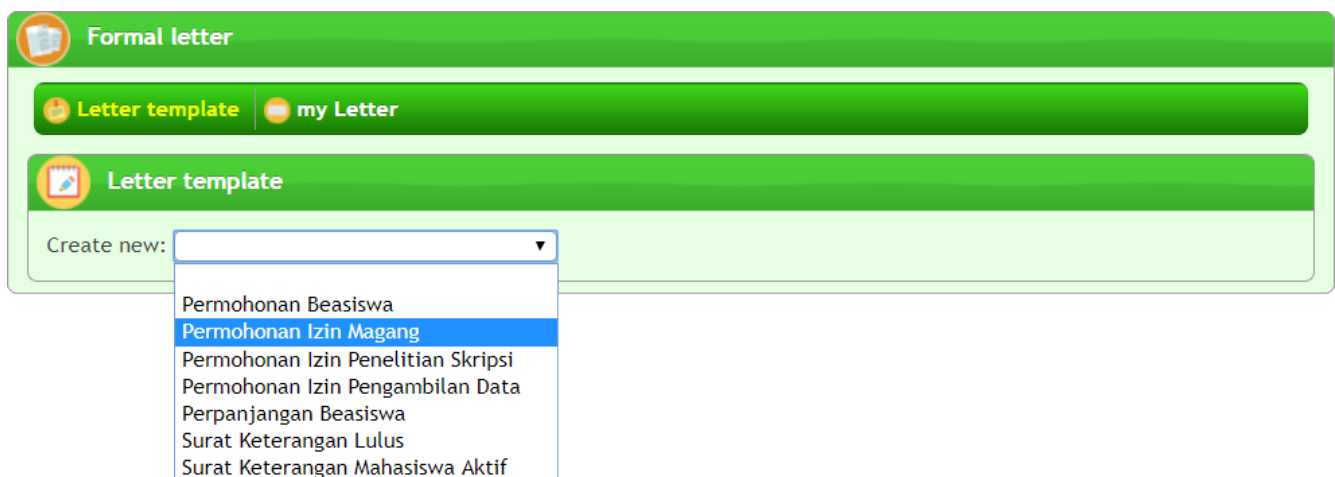 Formal letter
Letter template my Letter
Letter template
Create new:
Permohonan Beasiswa
Permohonan Izin Magang
Permohonan Izin Penelitian Skripsi
Permohonan Izin Pengambilan Data
Perpanjangan Beasiswa
Surat Keterangan Lulus
Surat Keterangan Mahasiswa Aktif